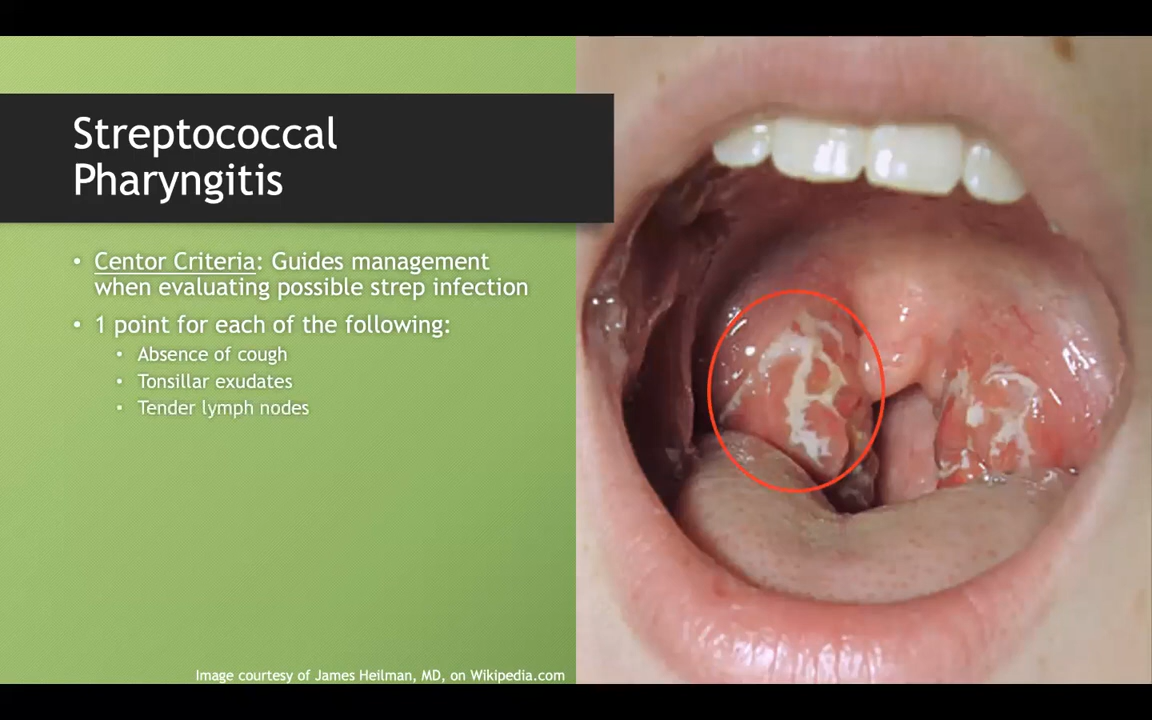 Streptococcal
Pharyngitis
• Centor Criteria: Guides management
when evaluating possible strep infection
• 1 point for each of the following:
• Absence of cough
• Tonsillar exudates
• Tender lymph nodes
Image courtesy of James Heilman, MD, on Wikipedia.com